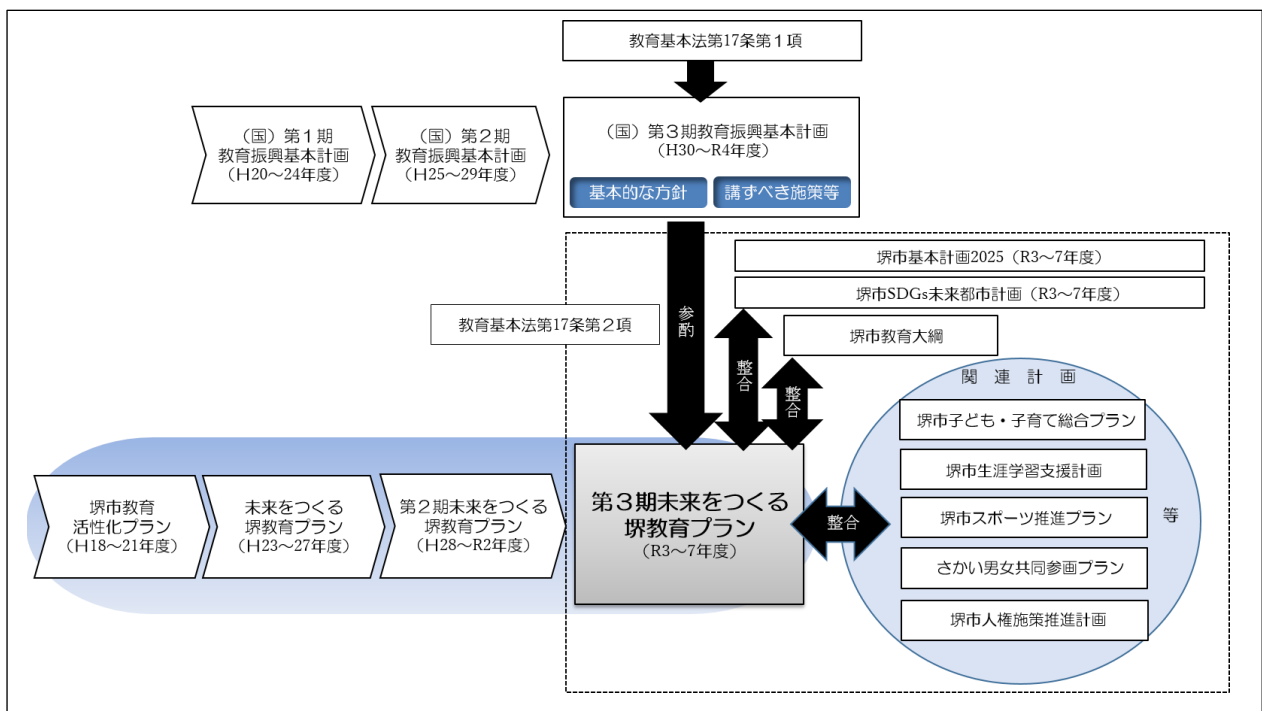 教育基本法第17条第1項
（国）第1期
教育振興基本計画
（H20～24年度）
（国）第2期
教育振興基本計画
（H25～29年度）
（国）第3期教育振興基本計画
（H30～R4年度）
基本的な方針
講ずべき施策等
堺市基本計画2025（R3～7年度）
堺市SDGs未来都市計画（R3～7年度）
教育基本法第17条第2項
参酌
堺市教育大綱
整合
整合
関連計画
堺市子ども・子育て総合プラン
堺市生涯学習支援計画
堺市スポーツ推進プラン
等
さかい男女共同参画プラン
堺市人権施策推進計画
堺市教育
活性化プラン
（H18～21年度）
未来をつくる
堺教育プラン
（H23～27年度）
第2期未来をつくる
堺教育プラン
（H28～R2年度）
第3期未来をつくる
堺教育プラン
（R3～7年度）
整合